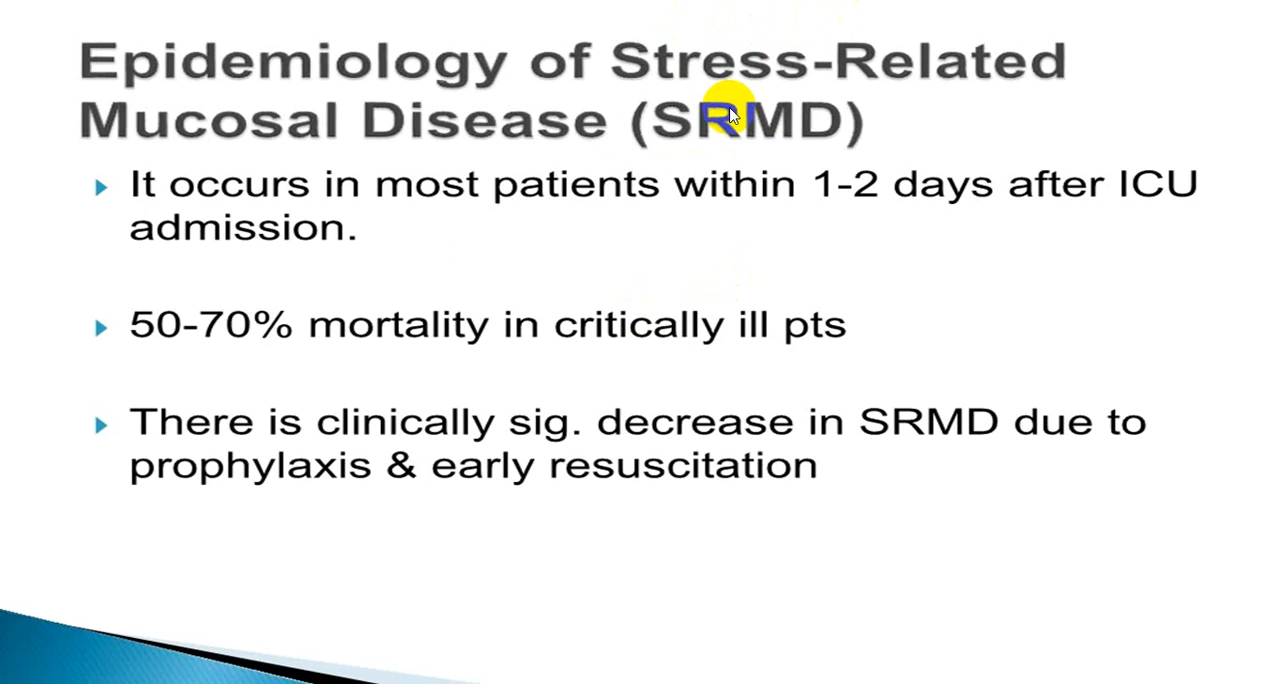 Epidemiology of Stress-Related
Mucosal Disease (SRMD)
It occurs in most patients within 1-2 days after ICU
admission.
50-70% mortality in critically ill pts
There is clinically sig. decrease in SRMD due to
prophylaxis & early resuscitation